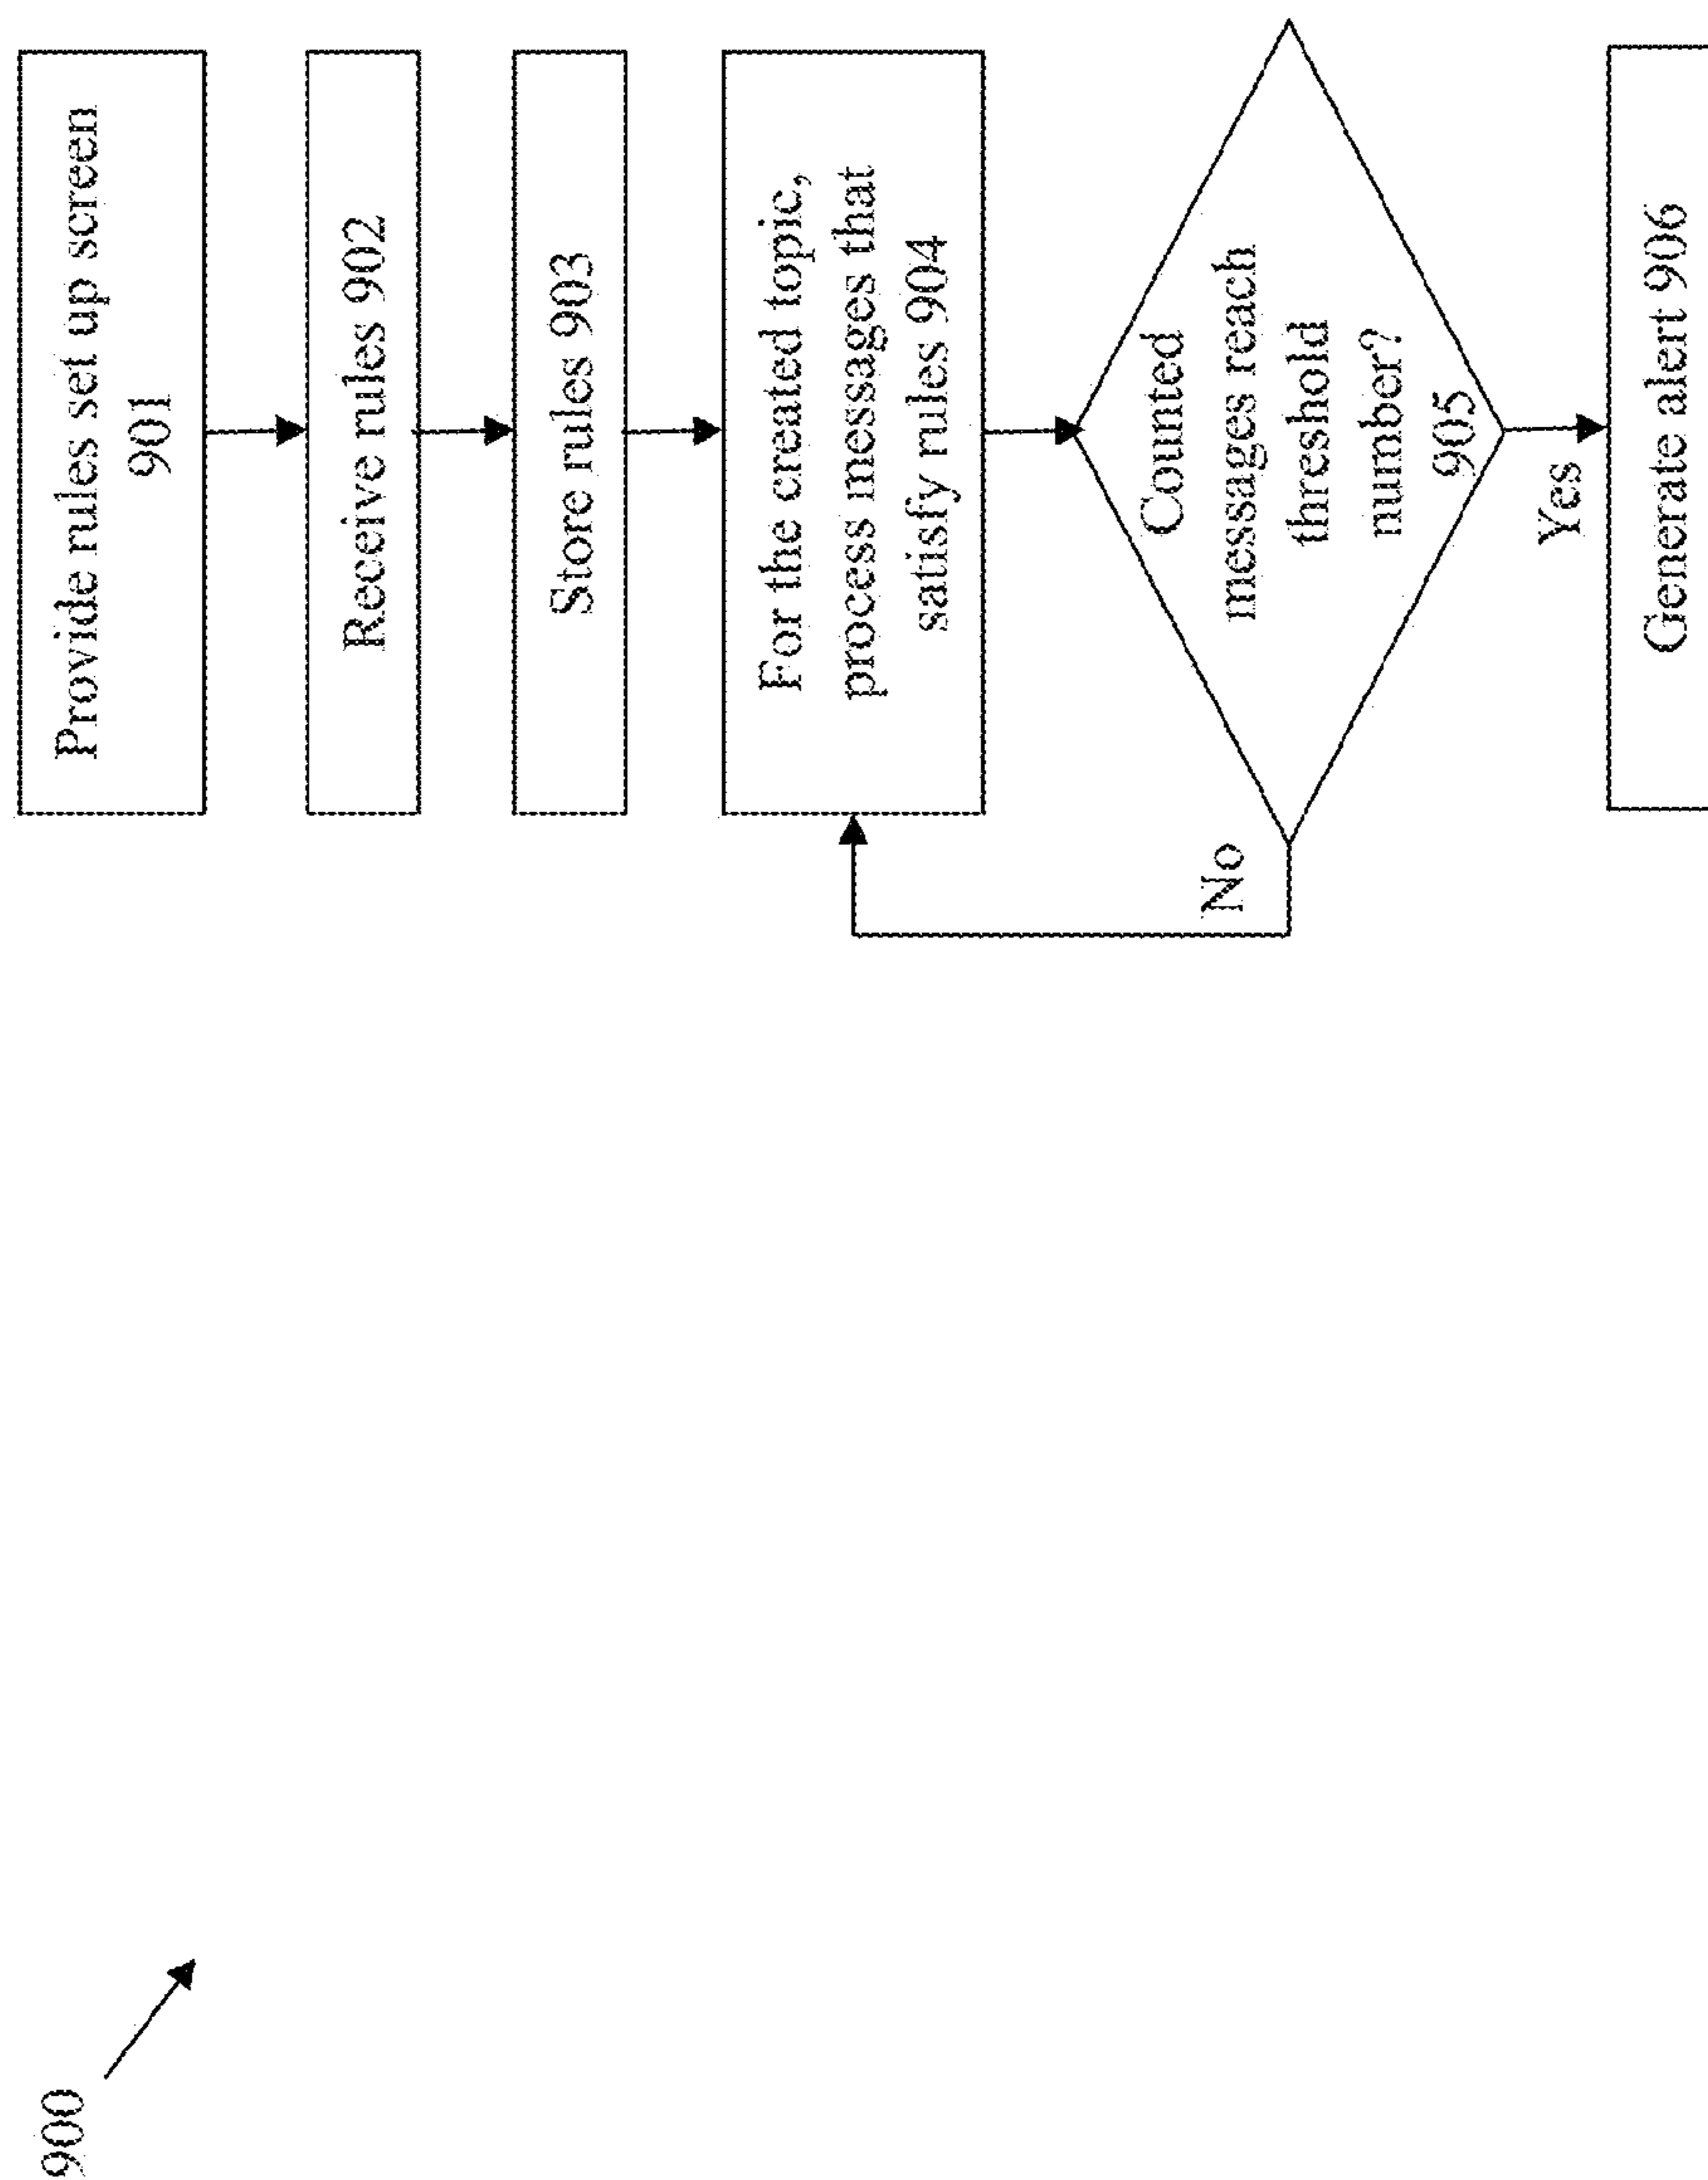 900
Provide rules set up screen
901
Receive rules 902
Store rules 903
For the created topic,
process messages that
satisfy rules 904
Counted
messages reach
threshold
number?
905
No
Yes
Generate alert 906